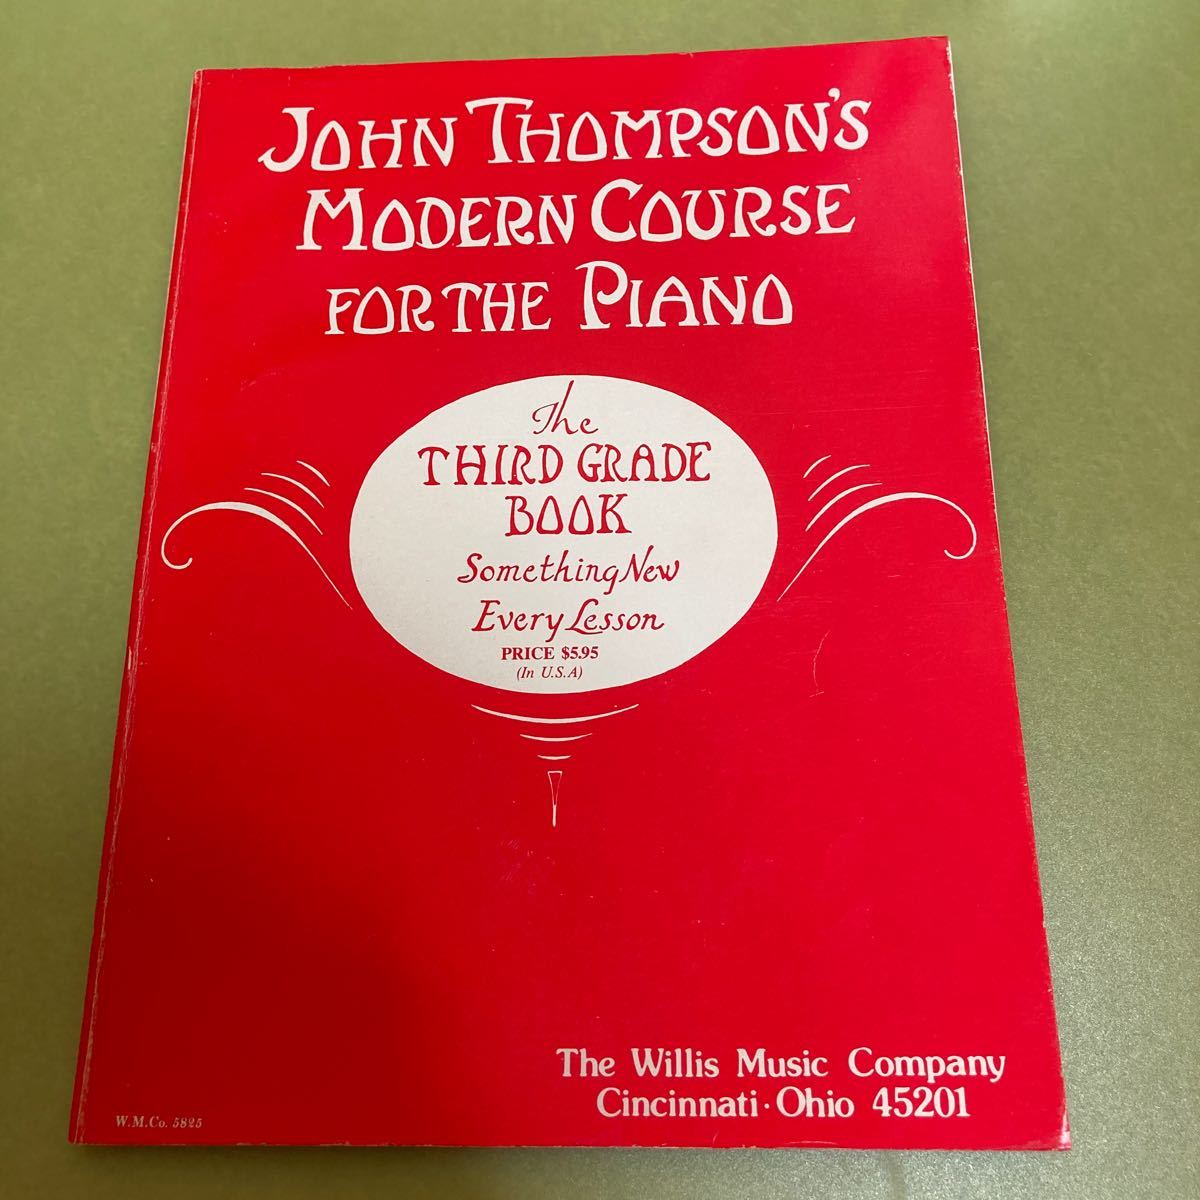 JOHN THOMPSON'S
MODERN COURSE
FOR THE PIANO
The
THIRD GRADE
BOOK
Something New
Every Lesson
PRICE $5.95
(In U.S.A)
The Willis Music Company
Cincinnati · Ohio 45201
W.M.Co. 5825